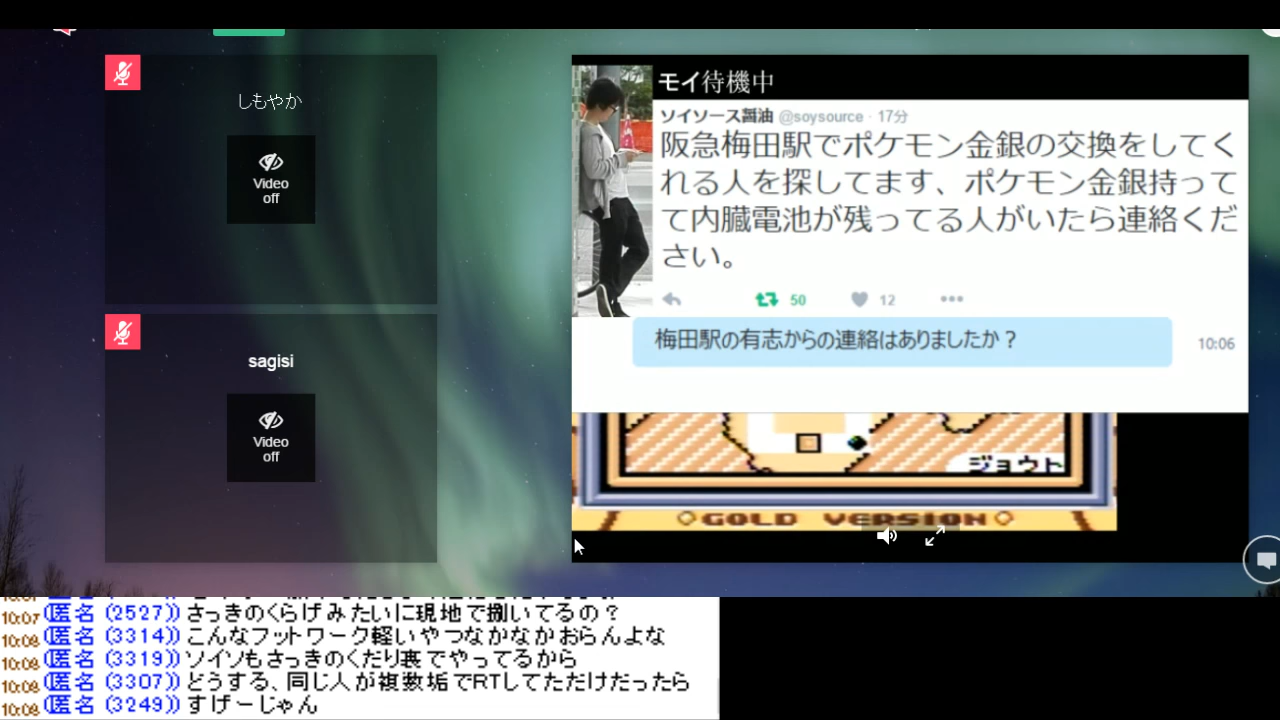 しもやか
Video
off
sagisi
Video
off
モイ待機中
ソイソース醤油 @soysource · 17分
阪急梅田駅でポケモン金銀の交換をしてく
れる人を探してます、ポケモン金銀持って
て内臓電池が残ってる人がいたら連絡くだ
さい。
50 12
梅田駅の有志からの連絡はありましたか？
10:06
ジョウト
GOLD VERSION
10:07 (匿名 (2527)) さっきのくらげみたいに現地で捌いてるの？
10:08 (匿名 (3314)) こんなフットワーク軽いやつなかなかおらんよな
10:08 (匿名 (3319)) ソイソもさっきのくだり裏でやってるから
10:08 (匿名 (3307)) どうする、同じ人が複数垢でRTしてただけだったら
10:08 (匿名 (3249)) すげーじゃん